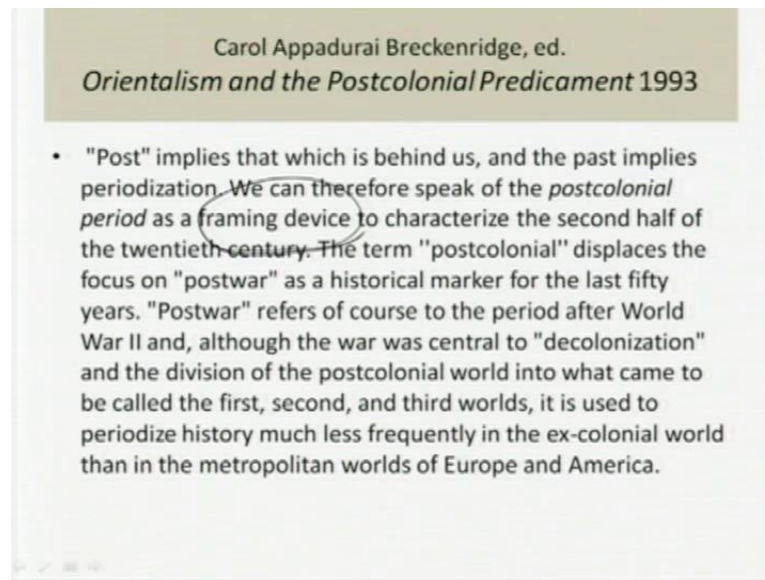 Carol Appadurai Breckenridge, ed.
Orientalism and the Postcolonial Predicament 1993
• "Post" implies that which is behind us, and the past implies
periodization. We can therefore speak of the postcolonial
period as a framing device to characterize the second half of
the twentieth century. The term "postcolonial" displaces the
focus on "postwar" as a historical marker for the last fifty
years. "Postwar" refers of course to the period after World
War II and, although the war was central to "decolonization"
and the division of the postcolonial world into what came to
be called the first, second, and third worlds, it is used to
periodize history much less frequently in the ex-colonial world
than in the metropolitan worlds of Europe and America.